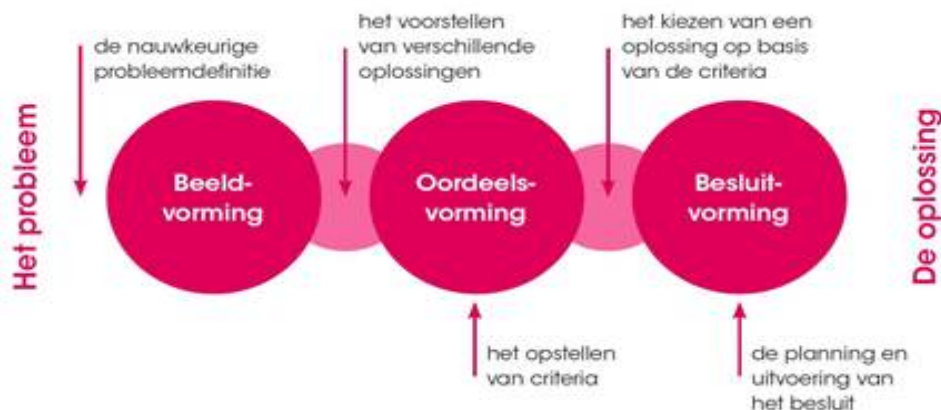 Het probleem
de nauwkeurige
probleemdefinitie
het voorstellen
van verschillende
oplossingen
het kiezen van een
oplossing op basis
van de criteria
Beeld-
vorming
Oordeels-
vorming
Besluit-
vorming
het opstellen
van criteria
de planning en
uitvoering van
het besluit
De oplossing